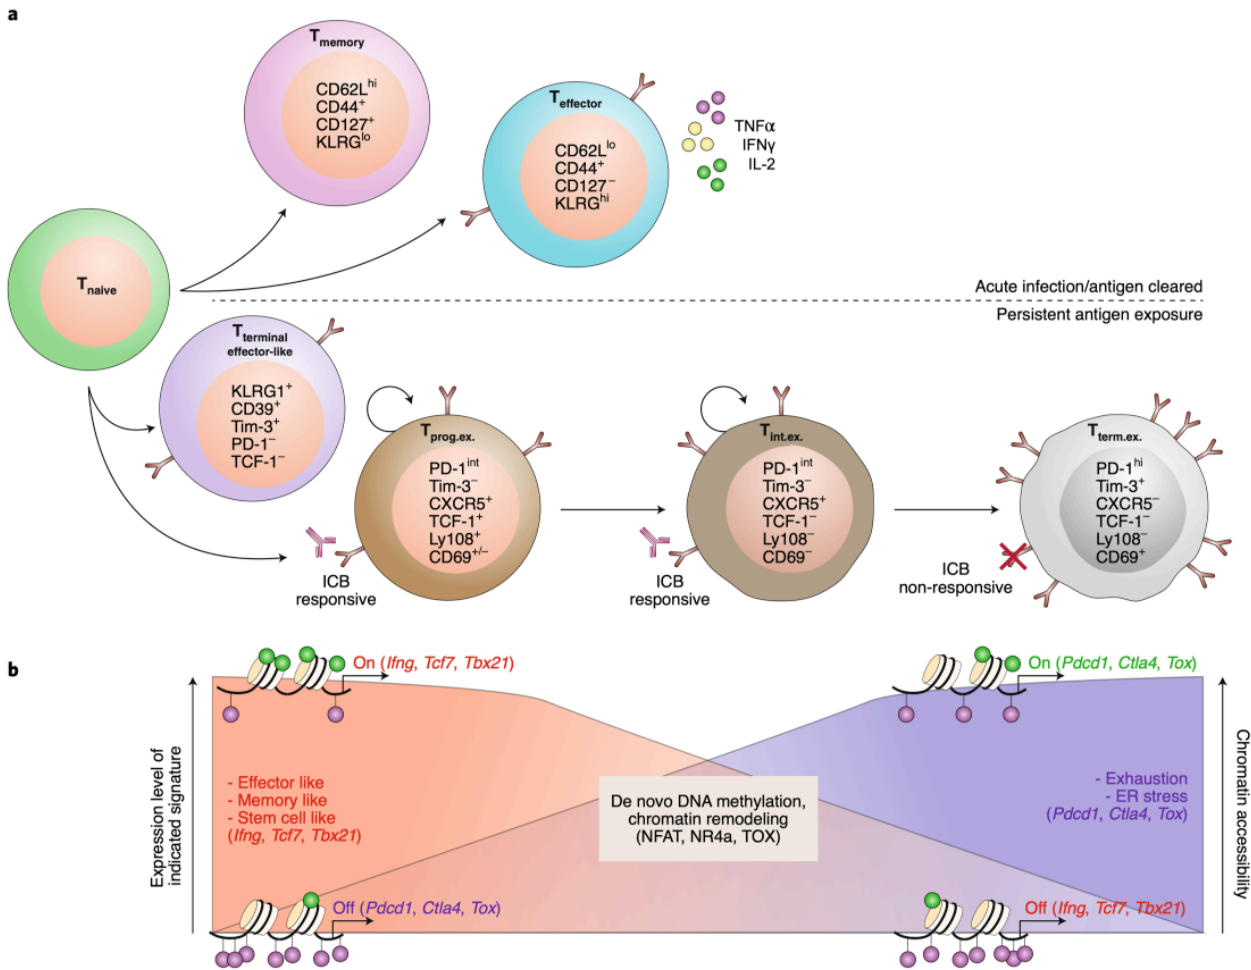 a
Tmemory
CD62Lhi
CD44+
CD127+
KLRGlo
Teffector
CD62Llo
CD44+
CD127−
KLRGhi
TNFα
IFNγ
IL-2
Tnaive
Acute infection/antigen cleared
Persistent antigen exposure
Tterminal
effector-like
KLRG1+
CD39+
Tim-3+
PD-1−
TCF-1−
Tprog.ex.
PD-1int
Tim-3−
CXCR5+
TCF-1+
Ly108+
CD69+/−
ICB
responsive
Tint.ex.
PD-1int
Tim-3−
CXCR5+
TCF-1−
Ly108−
CD69−
ICB
responsive
Tterm.ex.
PD-1hi
Tim-3+
CXCR5−
TCF-1−
Ly108−
CD69+
ICB
non-responsive
b
On (Ifng, Tcf7, Tbx21)
On (Pdcd1, Ctla4, Tox)
Expression level of
indicated signature
- Effector like
- Memory like
- Stem cell like
(Ifng, Tcf7, Tbx21)
De novo DNA methylation,
chromatin remodeling
(NFAT, NR4a, TOX)
- Exhaustion
- ER stress
(Pdcd1, Ctla4, Tox)
Chromatin accessibility
Off (Pdcd1, Ctla4, Tox)
Off (Ifng, Tcf7, Tbx21)